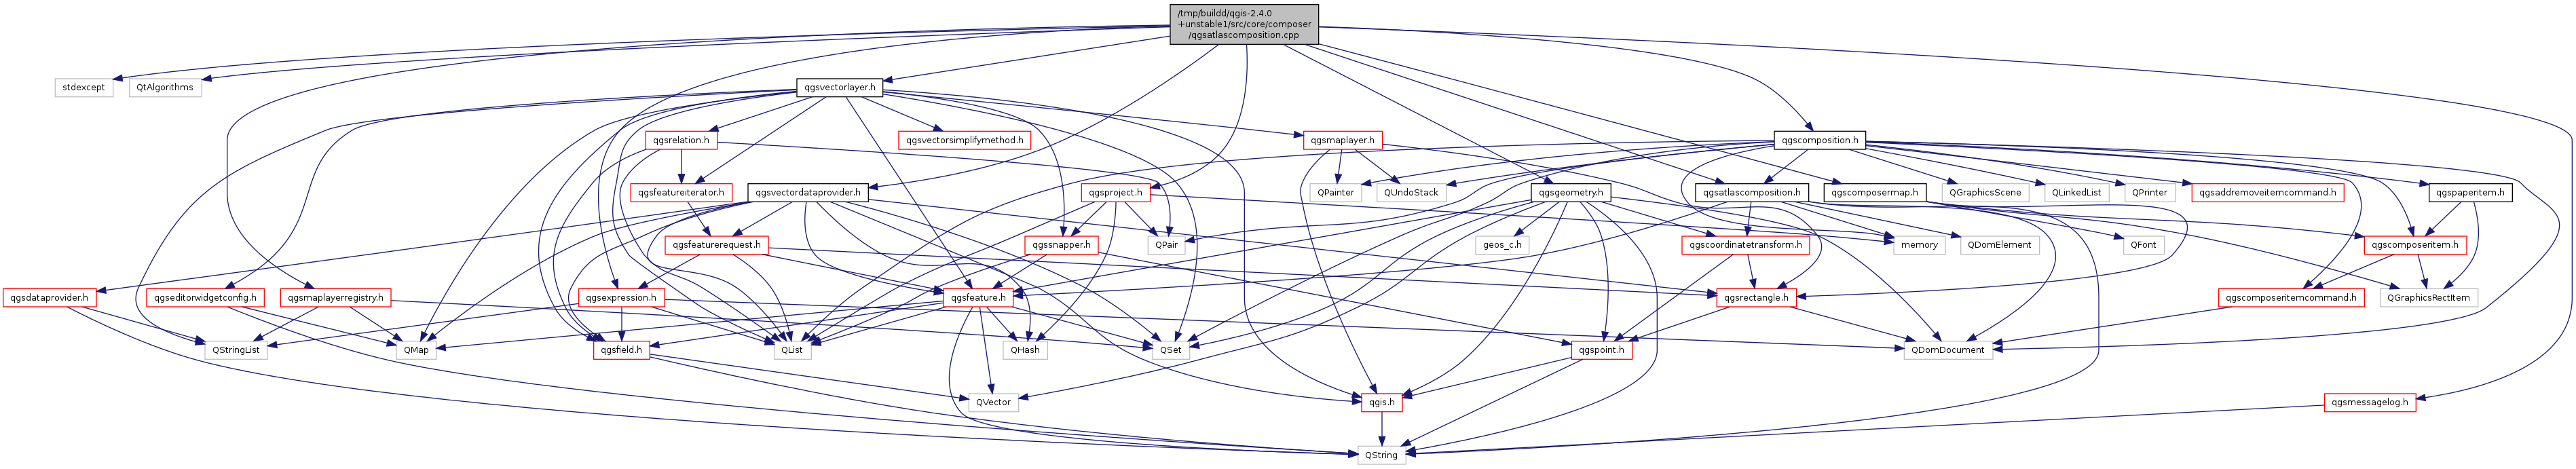 /tmp/buildd/qgis-2.4.0
+unstable1/src/core/composer
/qgsatlascomposition.cpp
stdexcept
QtAlgorithms
qgsvectorlayer.h
qgsrelation.h
qgsvectorsimplifymethod.h
qgsmaplayer.h
qgscomposition.h
qgsfeatureiterator.h
qgsvectordataprovider.h
qgsproject.h
QPainter
QUndoStack
qgsgeometry.h
qgsatlascomposition.h
qgscomposermap.h
QGraphicsScene
QLinkedList
QPrinter
qgsaddremoveitemcommand.h
qgspaperitem.h
qgsfeaturerequest.h
qgssnapper.h
QPair
geos_c.h
qgscoordinatetransform.h
memory
QDomElement
QFont
qgscomposeritem.h
qgsdataprovider.h
qgseditorwidgetconfig.h
qgsmaplayerregistry.h
qgsexpression.h
qgsfeature.h
qgsrectangle.h
qgscomposeritemcommand.h
QGraphicsRectItem
QStringList
QMap
qgsfield.h
QList
QHash
QSet
qgspoint.h
QDomDocument
QVector
qgis.h
qgsmessagelog.h
QString